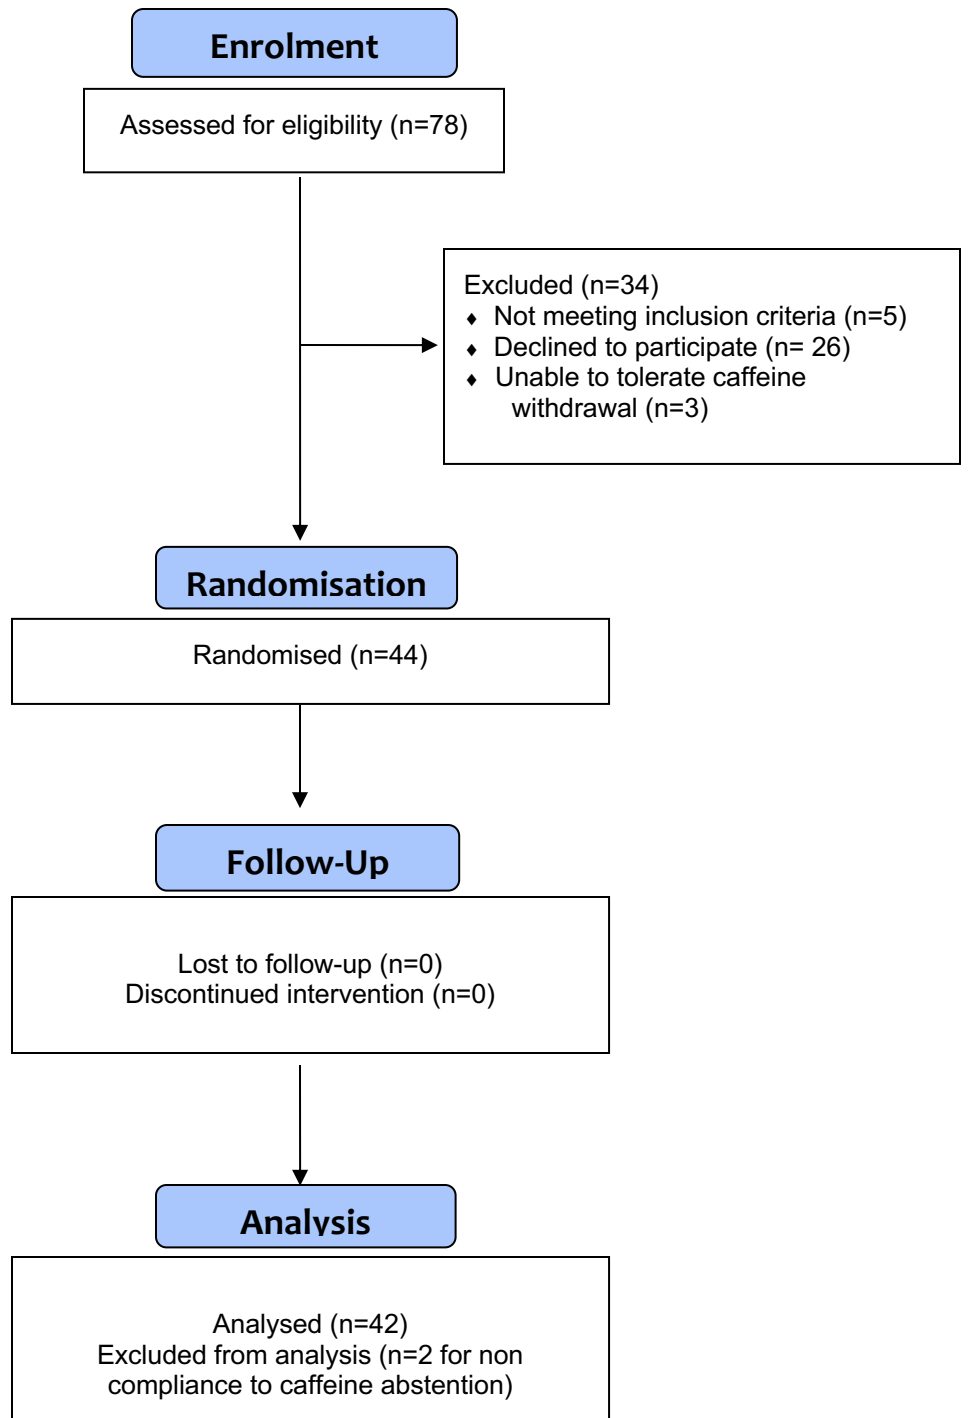 Enrolment
Assessed for eligibility (n=78)
Excluded (n=34)
♦ Not meeting inclusion criteria (n=5)
♦ Declined to participate (n= 26)
♦ Unable to tolerate caffeine
withdrawal (n=3)
Randomisation
Randomised (n=44)
Follow-Up
Lost to follow-up (n=0)
Discontinued intervention (n=0)
Analysis
Analysed (n=42)
Excluded from analysis (n=2 for non
compliance to caffeine abstention)